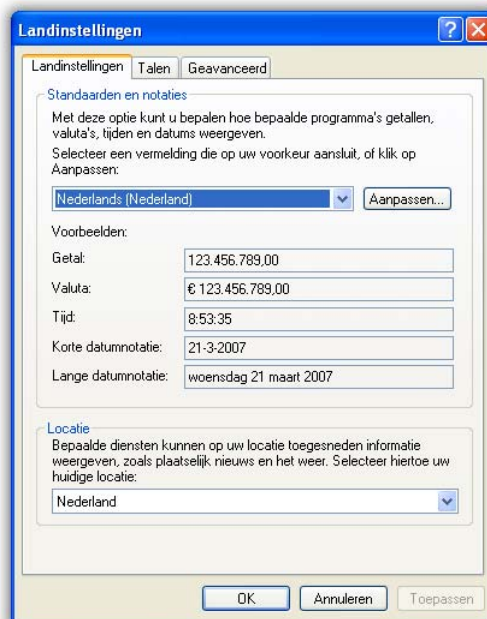 Landinstellingen
Landinstellingen Talen Geavanceerd
Standaarden en notaties
Met deze optie kunt u bepalen hoe bepaalde programma's getallen,
valuta's, tijden en datums weergeven.
Selecteer een vermelding die op uw voorkeur aansluit, of klik op
Aanpassen:
Nederlands (Nederland) Aanpassen...
Voorbeelden:
Getal: 123.456.789,00
Valuta: € 123.456.789,00
Tijd: 8:53:35
Korte datumnotatie: 21-3-2007
Lange datumnotatie: woensdag 21 maart 2007
Locatie
Bepaalde diensten kunnen op uw locatie toegesneden informatie
weergeven, zoals plaatselijk nieuws en het weer. Selecteer hiertoe uw
huidige locatie:
Nederland
OK Annuleren Toepassen